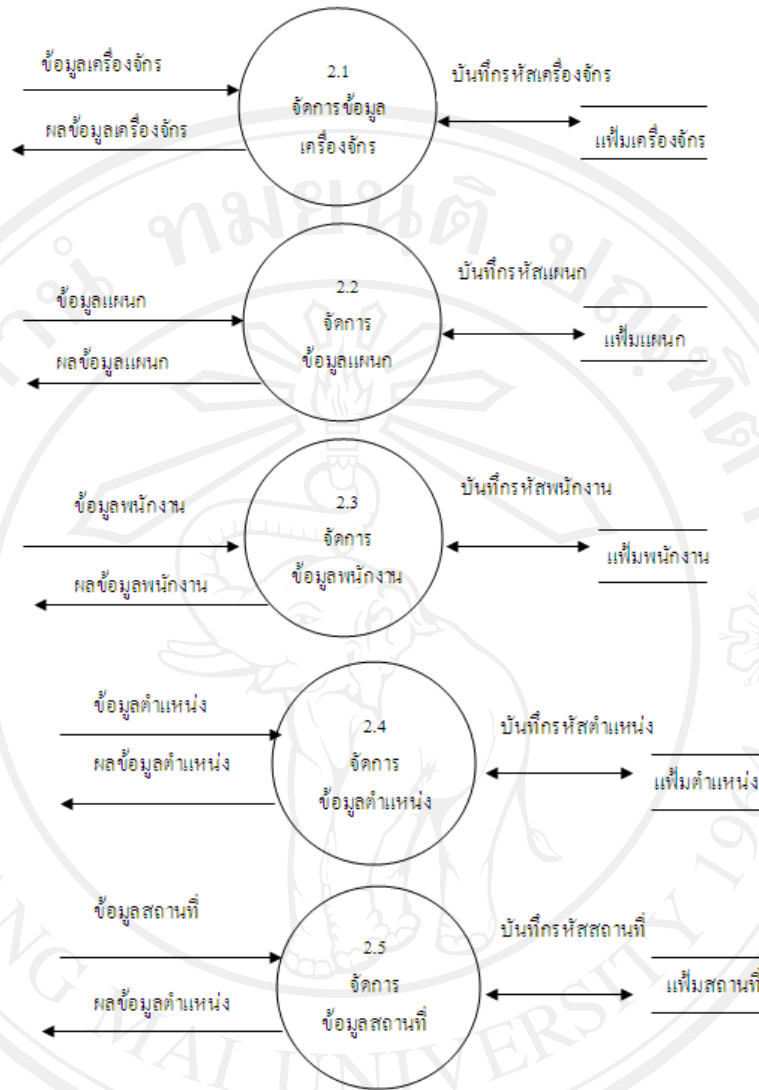 ข้อมูลเครื่องจักร
ผลข้อมูลเครื่องจักร
2.1
จัดการข้อมูล
เครื่องจักร
บันทึกรหัสเครื่องจักร
แฟ้มเครื่องจักร
ข้อมูลแผนก
ผลข้อมูลแผนก
2.2
จัดการ
ข้อมูลแผนก
บันทึกรหัสแผนก
แฟ้มแผนก
ข้อมูลพนักงาน
ผลข้อมูลพนักงาน
2.3
จัดการ
ข้อมูลพนักงาน
บันทึกรหัสพนักงาน
แฟ้มพนักงาน
ข้อมูลตำแหน่ง
ผลข้อมูลตำแหน่ง
2.4
จัดการ
ข้อมูลตำแหน่ง
บันทึกรหัสตำแหน่ง
แฟ้มตำแหน่ง
ข้อมูลสถานที่
ผลข้อมูลตำแหน่ง
2.5
จัดการ
ข้อมูลสถานที่
บันทึกรหัสสถานที่
แฟ้มสถานที่
ทมยนฺติ
ANG MAI UNIVERSITY 1964